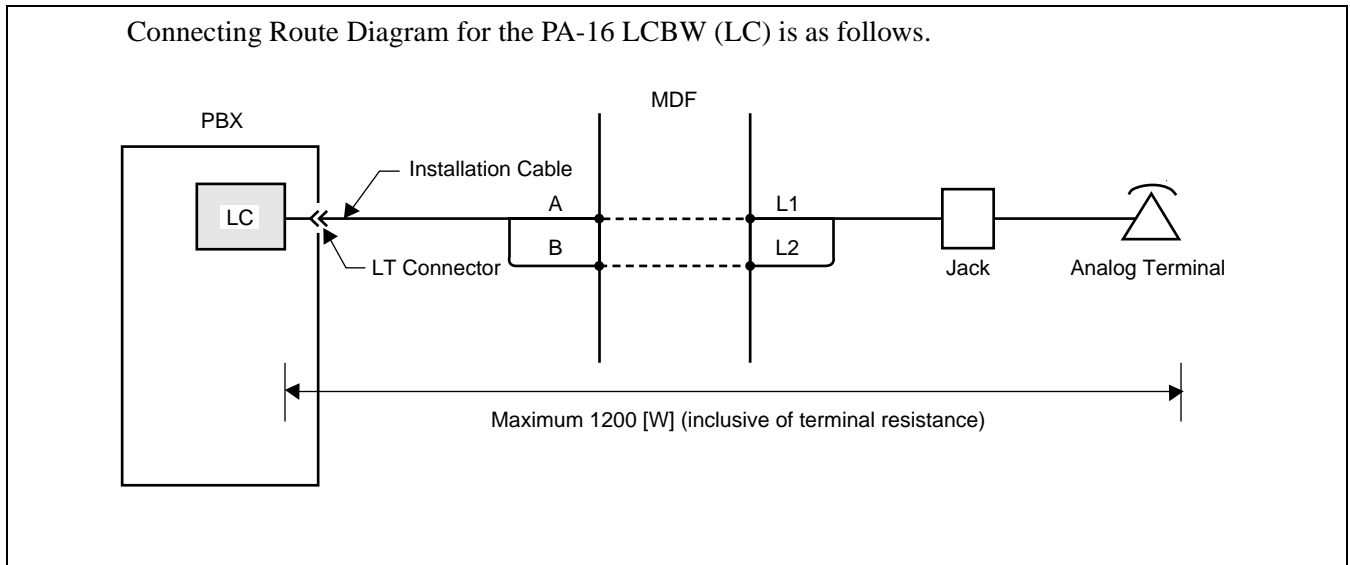 Connecting Route Diagram for the PA-16 LCBW (LC) is as follows.
MDF
PBX
Installation Cable
LC
A
L1
B
L2
LT Connector
Jack
Analog Terminal
Maximum 1200 [W] (inclusive of terminal resistance)